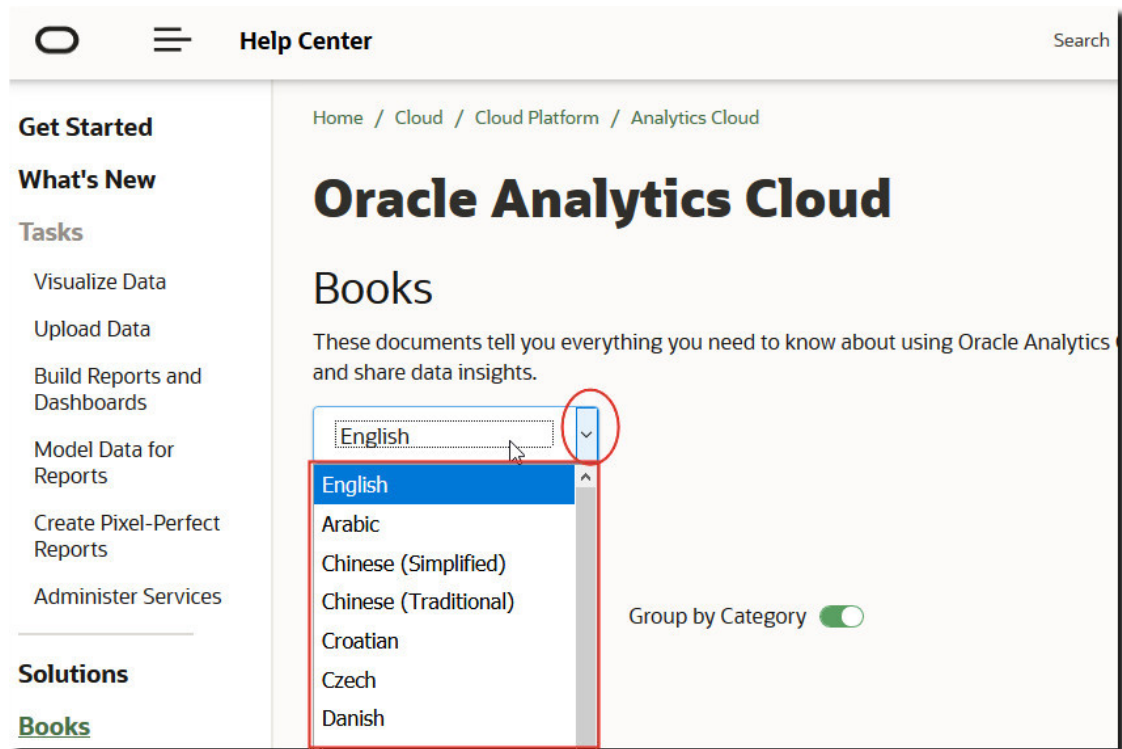 Help Center
Search
Get Started
What's New
Tasks
Visualize Data
Upload Data
Build Reports and
Dashboards
Model Data for
Reports
Create Pixel-Perfect
Reports
Administer Services
Solutions
Books
Home / Cloud / Cloud Platform / Analytics Cloud
Oracle Analytics Cloud
Books
These documents tell you everything you need to know about using Oracle Analytics
and share data insights.
English
English
Arabic
Chinese (Simplified)
Chinese (Traditional)
Croatian
Czech
Danish
Group by Category